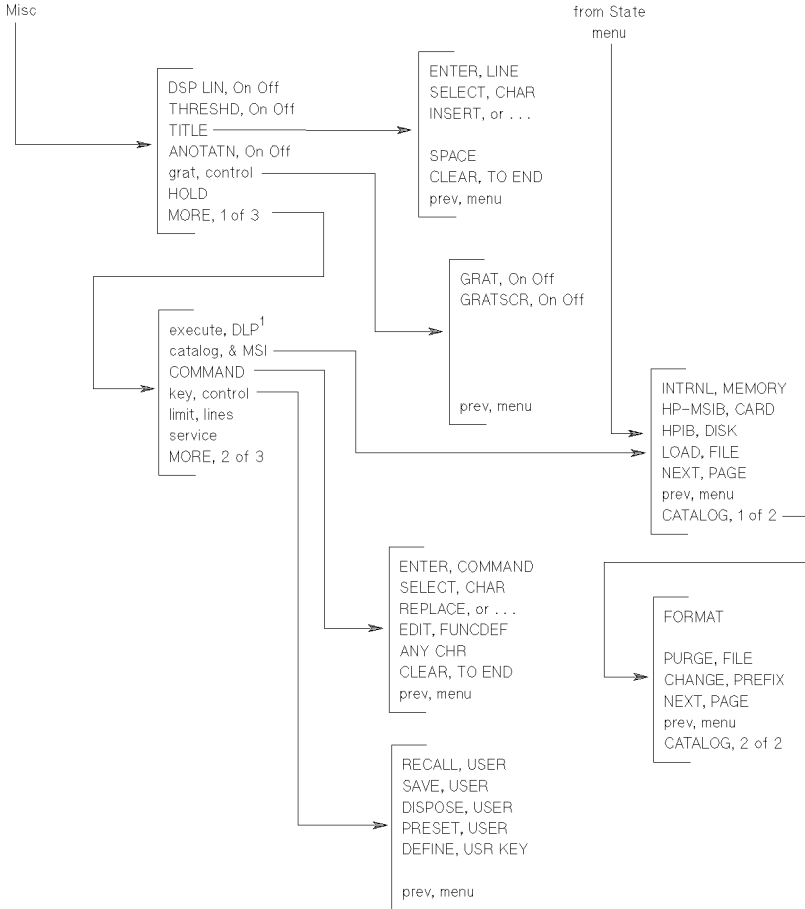 Misc
from State
menu
DSP LIN, On Off
THRESHD, On Off
TITLE
ANOTATN, On Off
grat, control
HOLD
MORE, 1 of 3
ENTER, LINE
SELECT, CHAR
INSERT, or . . .
SPACE
CLEAR, TO END
prev, menu
GRAT, On Off
GRATSCR, On Off
prev, menu
execute, DLP1
catalog, & MSI
COMMAND
key, control
limit, lines
service
MORE, 2 of 3
INTRNL, MEMORY
HP-MSIB, CARD
HPIB, DISK
LOAD, FILE
NEXT, PAGE
prev, menu
CATALOG, 1 of 2
ENTER, COMMAND
SELECT, CHAR
REPLACE, or . . .
EDIT, FUNCDEF
ANY CHR
CLEAR, TO END
prev, menu
FORMAT
PURGE, FILE
CHANGE, PREFIX
NEXT, PAGE
prev, menu
CATALOG, 2 of 2
RECALL, USER
SAVE, USER
DISPOSE, USER
PRESET, USER
DEFINE, USR KEY
prev, menu